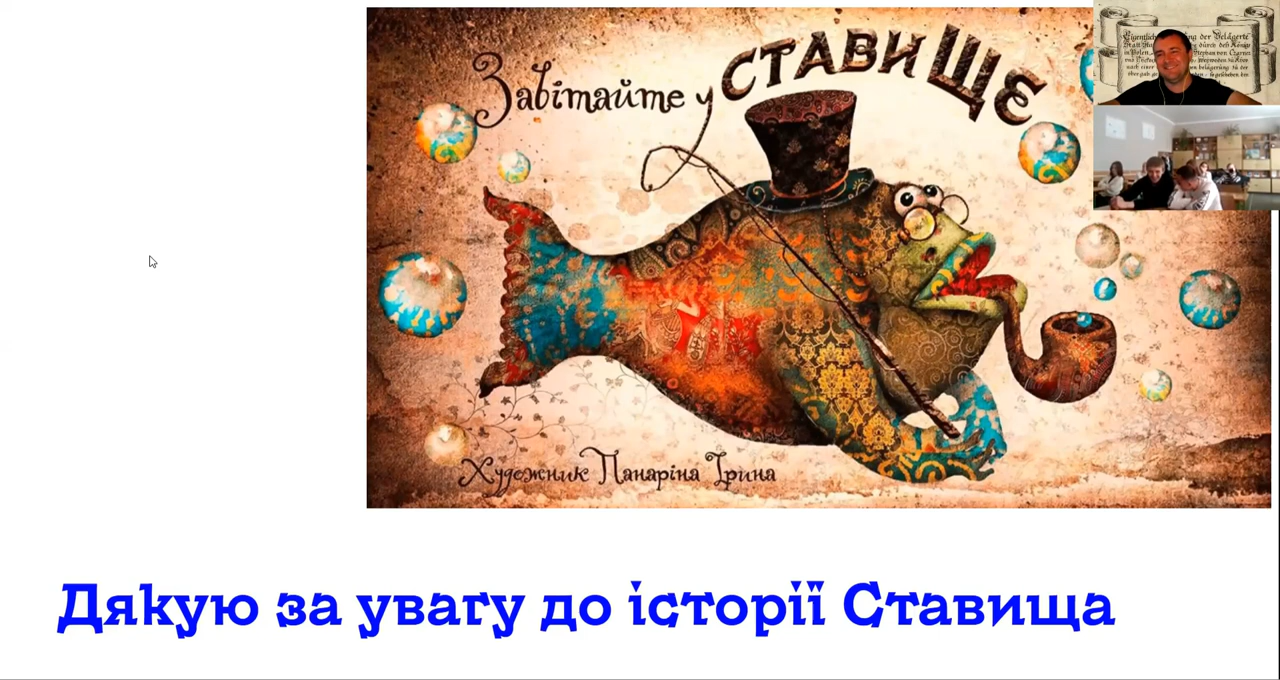 Завітайте у СТАВИЩЕ
Художник Панаріна Ірина
Дякую за увагу до історії Ставища